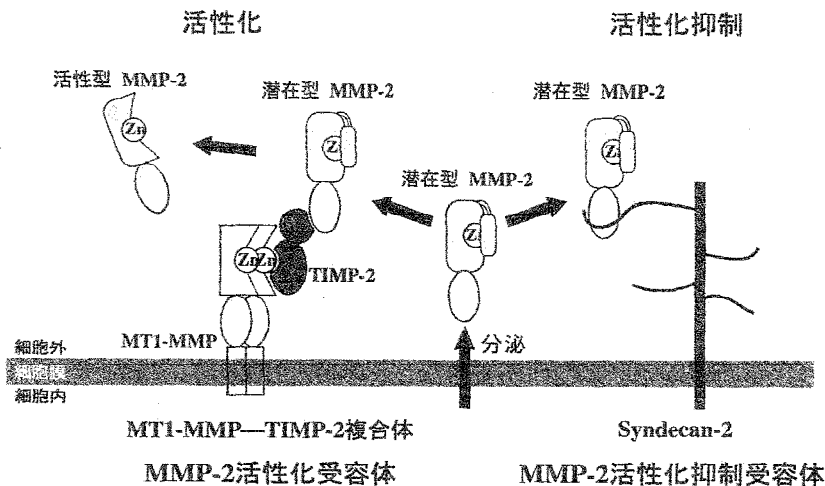 活性化
活性化抑制
活性型 MMP-2
潜在型 MMP-2
潜在型 MMP-2
潜在型 MMP-2
Zn
Zn
TIMP-2
MT1-MMP
分泌
細胞外
細胞膜
細胞内
MT1-MMP—TIMP-2複合体
Syndecan-2
MMP-2活性化受容体
MMP-2活性化抑制受容体